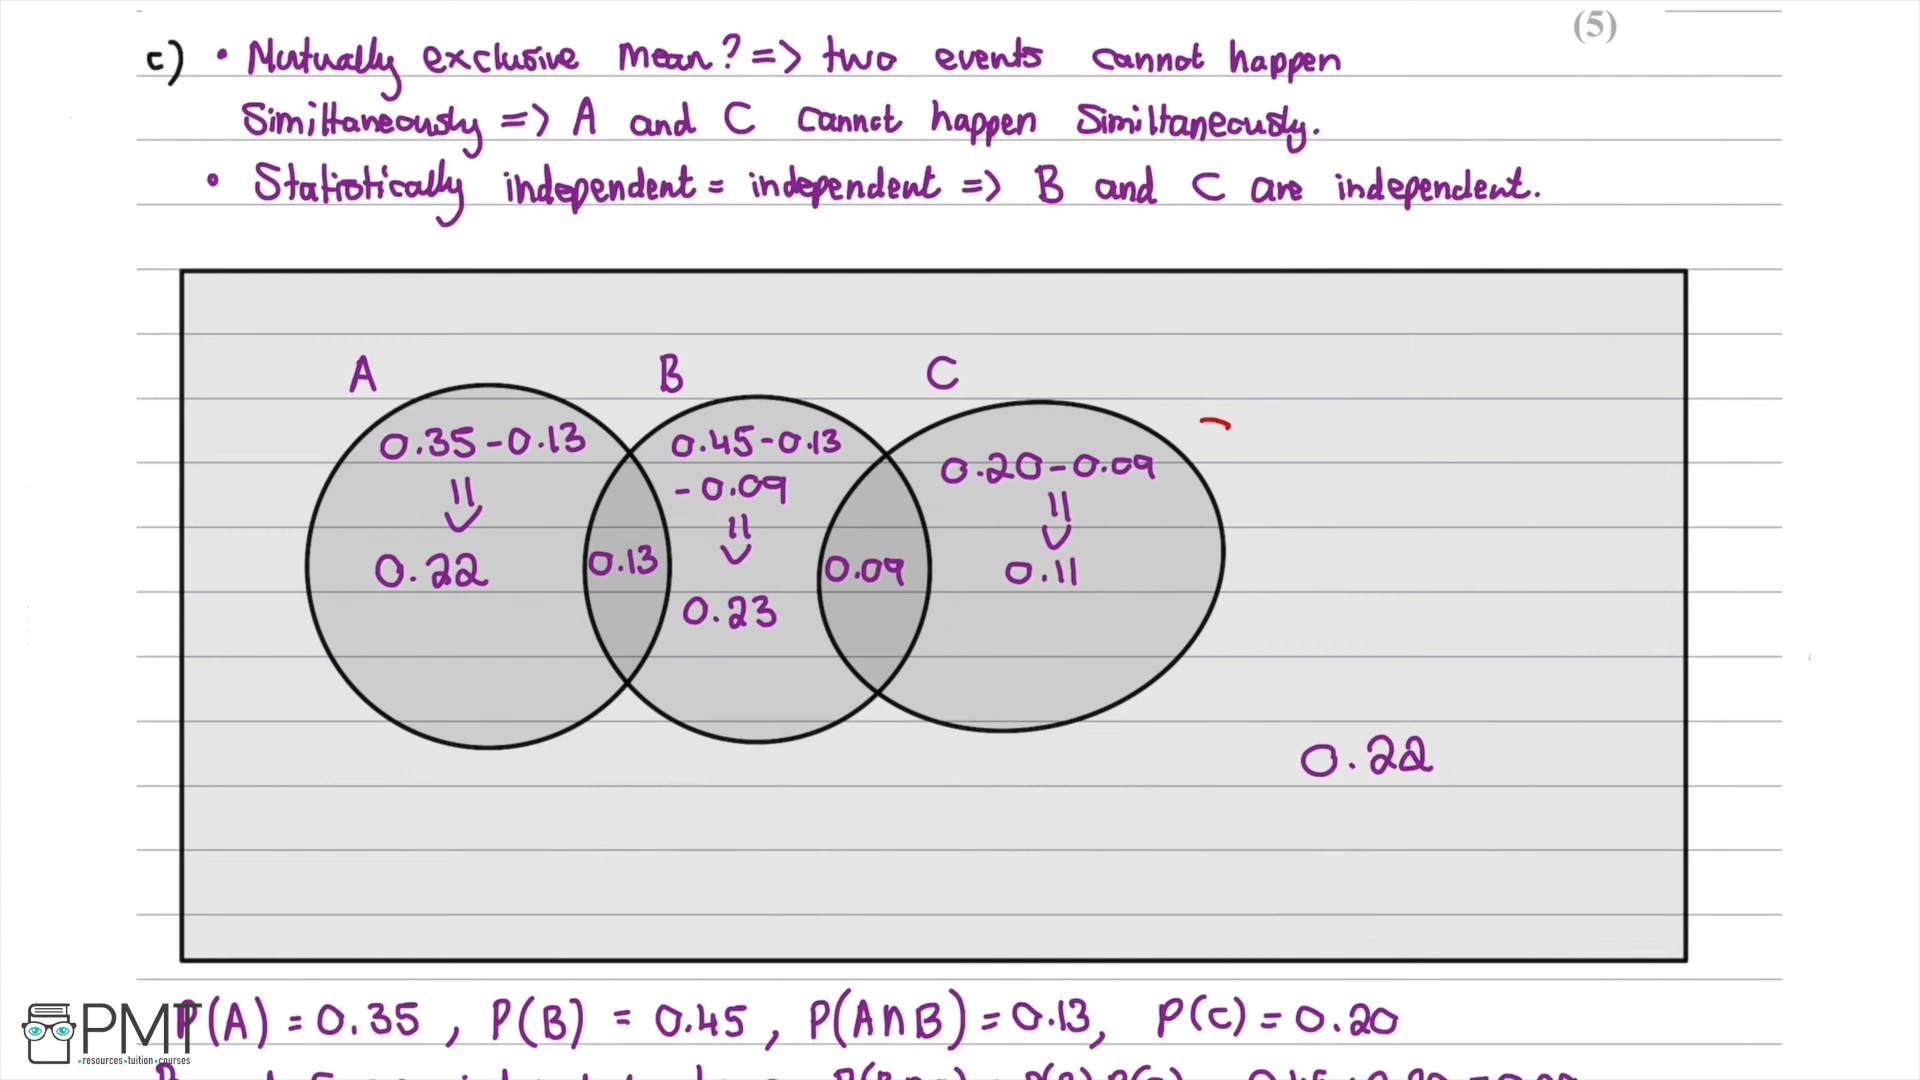 (5)
c) • Mutually exclusive mean? => two events cannot happen
Similtaneously => A and C cannot happen Similtaneously.
• Statistically independent = independent => B and C are independent.
A B C
0.35-0.13 0.45-0.13 0.20-0.09
-0.09
0.22 0.13 0.23 0.09 0.11
0.22
P(A) = 0.35 , P(B) = 0.45 , P(A∩B) = 0.13, P(C) = 0.20
PMT
•resources•tuition•courses